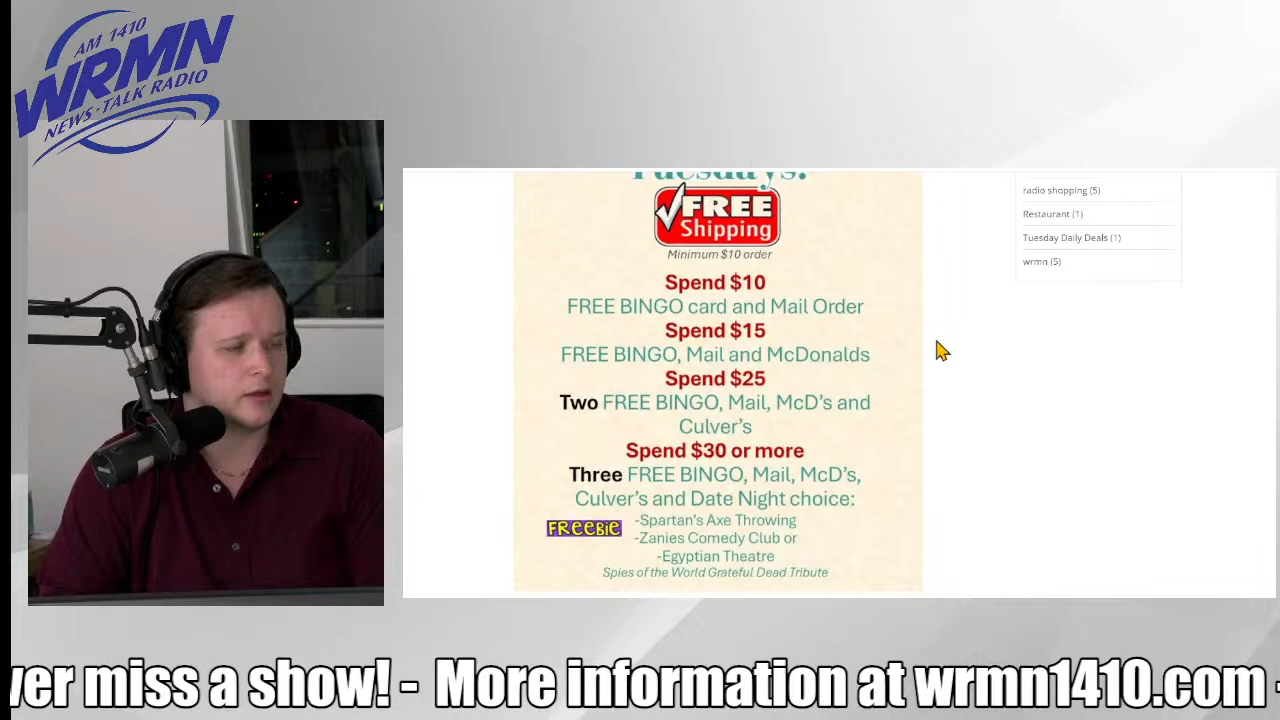 AM 1410
WRMN
NEWS·TALK RADIO
Tuesdays!
FREE
Shipping
Minimum $10 order
Spend $10
FREE BINGO card and Mail Order
Spend $15
FREE BINGO, Mail and McDonalds
Spend $25
Two FREE BINGO, Mail, McD's and
Culver's
Spend $30 or more
Three FREE BINGO, Mail, McD's,
Culver's and Date Night choice:
FREEBIE
-Spartan's Axe Throwing
-Zanies Comedy Club or
-Egyptian Theatre
Spies of the World Grateful Dead Tribute
radio shopping (5)
Restaurant (1)
Tuesday Daily Deals (1)
wrmn (5)
ver miss a show! - More information at wrmn1410.com -